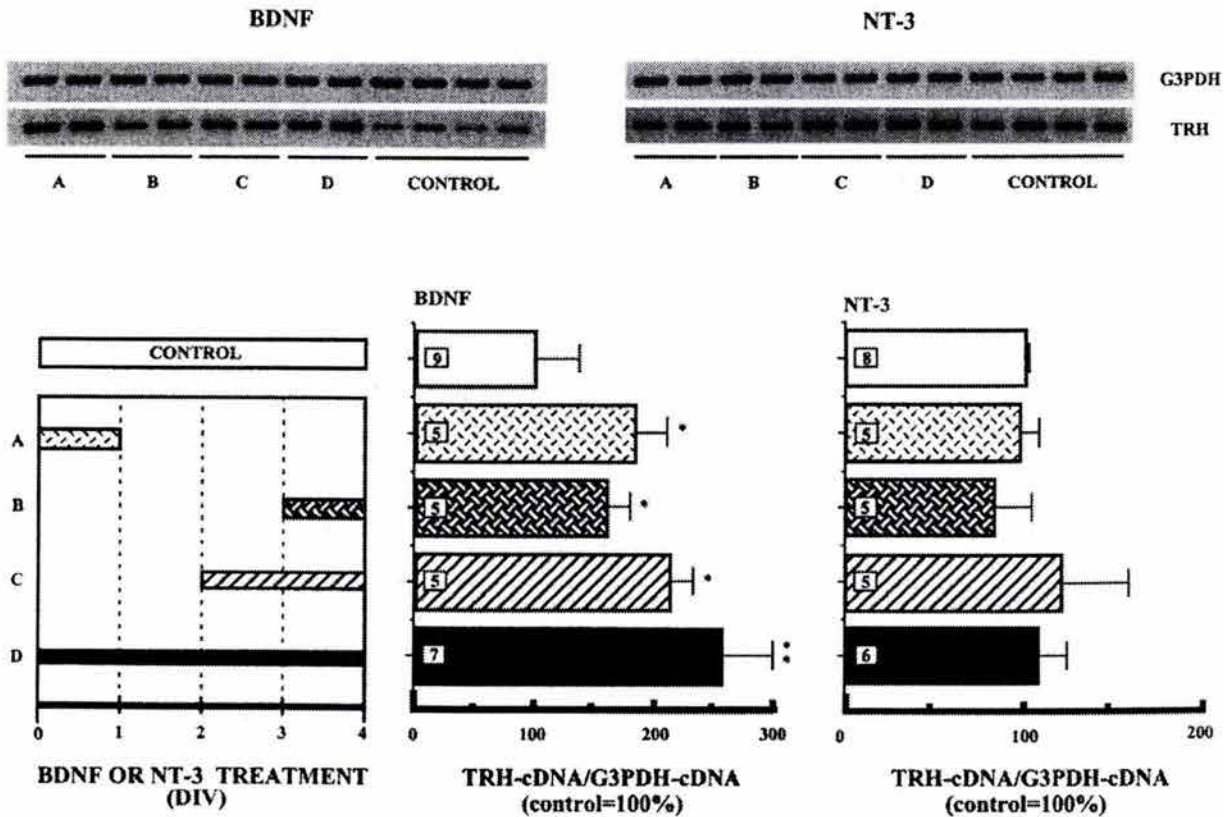 BDNF
NT-3
G3PDH
TRH
A B C D CONTROL
A B C D CONTROL
BDNF
NT-3
CONTROL
9
8
A
5 *
5
B
5 *
5
C
5 *
5
D
7 **
6
0 1 2 3 4
0 100 200 300
0 100 200
BDNF OR NT-3 TREATMENT
(DIV)
TRH-cDNA/G3PDH-cDNA
(control=100%)
TRH-cDNA/G3PDH-cDNA
(control=100%)